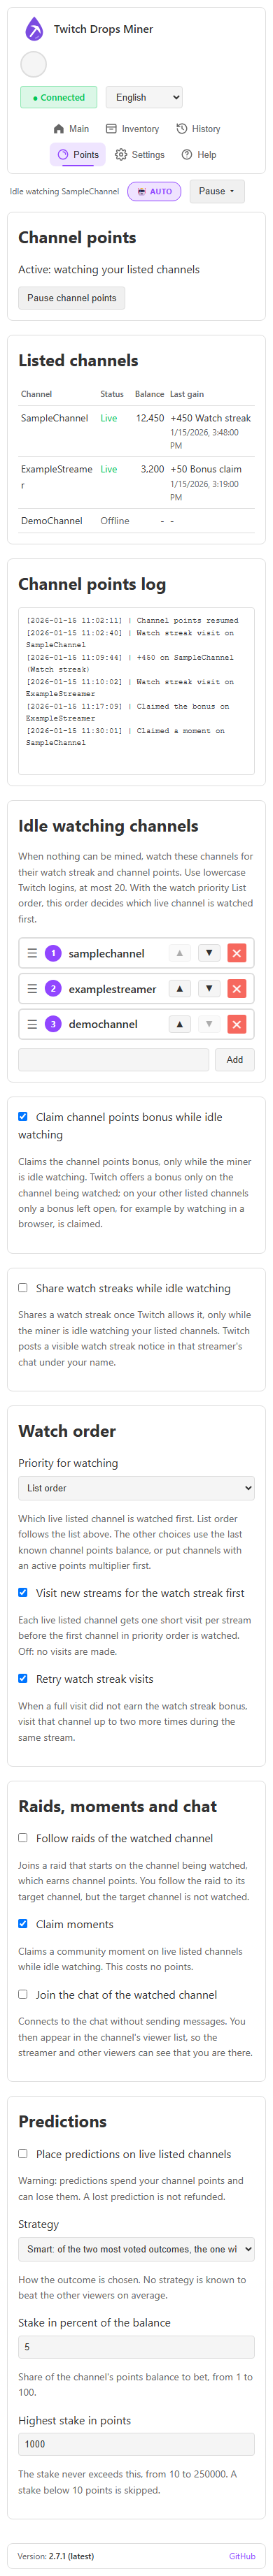 Twitch Drops Miner
● Connected
English
Main
Inventory
History
Points
Settings
Help
Idle watching SampleChannel
AUTO
Pause
Channel points
Active: watching your listed channels
Pause channel points
Listed channels
Channel Status Balance Last gain
SampleChannel Live 12,450 +450 Watch streak
1/15/2026, 3:48:00
PM
ExampleStreame
r
Live 3,200 +50 Bonus claim
1/15/2026, 3:19:00
PM
DemoChannel Offline - -
Channel points log
[2026-01-15 11:02:11] | Channel points resumed
[2026-01-15 11:02:40] | Watch streak visit on
SampleChannel
[2026-01-15 11:09:44] | +450 on SampleChannel
(Watch streak)
[2026-01-15 11:10:02] | Watch streak visit on
ExampleStreamer
[2026-01-15 11:17:09] | Claimed the bonus on
ExampleStreamer
[2026-01-15 11:30:01] | Claimed a moment on
SampleChannel
Idle watching channels
When nothing can be mined, watch these channels for
their watch streak and channel points. Use lowercase
Twitch logins, at most 20. With the watch priority List
order, this order decides which live channel is watched
first.
☰ 1 samplechannel ▲ ▼ ✕
☰ 2 examplestreamer ▲ ▼ ✕
☰ 3 demochannel ▲ ▼ ✕
Add
Claim channel points bonus while idle
watching
Claims the channel points bonus, only while the miner
is idle watching. Twitch offers a bonus only on the
channel being watched; on your other listed channels
only a bonus left open, for example by watching in a
browser, is claimed.
Share watch streaks while idle watching
Shares a watch streak once Twitch allows it, only while
the miner is idle watching your listed channels. Twitch
posts a visible watch streak notice in that streamer's
chat under your name.
Watch order
Priority for watching
List order
Which live listed channel is watched first. List order
follows the list above. The other choices use the last
known channel points balance, or put channels with
an active points multiplier first.
Visit new streams for the watch streak first
Each live listed channel gets one short visit per stream
before the first channel in priority order is watched.
Off: no visits are made.
Retry watch streak visits
When a full visit did not earn the watch streak bonus,
visit that channel up to two more times during the
same stream.
Raids, moments and chat
Follow raids of the watched channel
Joins a raid that starts on the channel being watched,
which earns channel points. You follow the raid to its
target channel, but the target channel is not watched.
Claim moments
Claims a community moment on live listed channels
while idle watching. This costs no points.
Join the chat of the watched channel
Connects to the chat without sending messages. You
then appear in the channel's viewer list, so the
streamer and other viewers can see that you are there.
Predictions
Place predictions on live listed channels
Warning: predictions spend your channel points and
can lose them. A lost prediction is not refunded.
Strategy
Smart: of the two most voted outcomes, the one wi
How the outcome is chosen. No strategy is known to
beat the other viewers on average.
Stake in percent of the balance
5
Share of the channel's points balance to bet, from 1 to
100.
Highest stake in points
1000
The stake never exceeds this, from 10 to 250000. A
stake below 10 points is skipped.
Version: 2.7.1 (latest)
GitHub